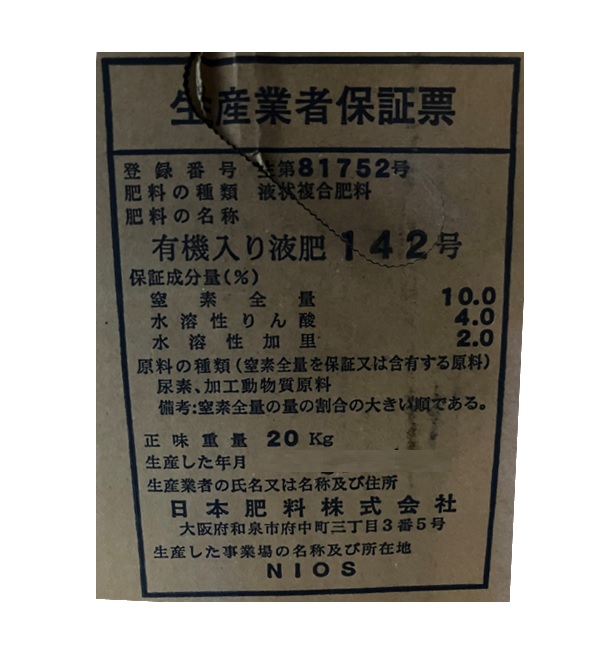 生産業者保証票
登録番号 生第81752号
肥料の種類 液状複合肥料
肥料の名称
有機入り液肥 142号
保証成分量(%)
窒素全量 10.0
水溶性りん酸 4.0
水溶性加里 2.0
原料の種類(窒素全量を保証又は含有する原料)
尿素、加工動物質原料
備考:窒素全量の量の割合の大きい順である。
正味重量 20 Kg
生産した年月
生産業者の氏名又は名称及び住所
日本肥料株式会社
大阪府和泉市府中町三丁目3番5号
生産した事業場の名称及び所在地
NIOS